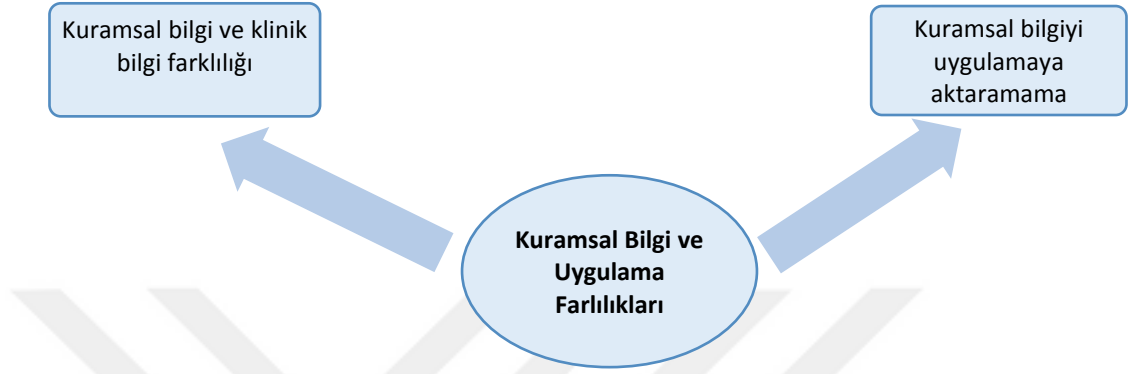 Kuramsal bilgi ve klinik
bilgi farklılığı
Kuramsal bilgiyi
uygulamaya
aktaramama
Kuramsal Bilgi ve
Uygulama
Farlılıkları